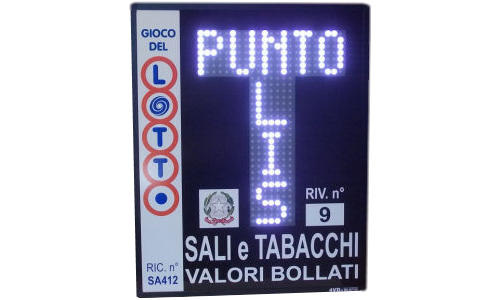 GIOCO
DEL
LOTTO
RIC. n°
SA412
PUNTO
LIS
RIV. n°
9
SALI e TABACCHI
VALORI BOLLATI